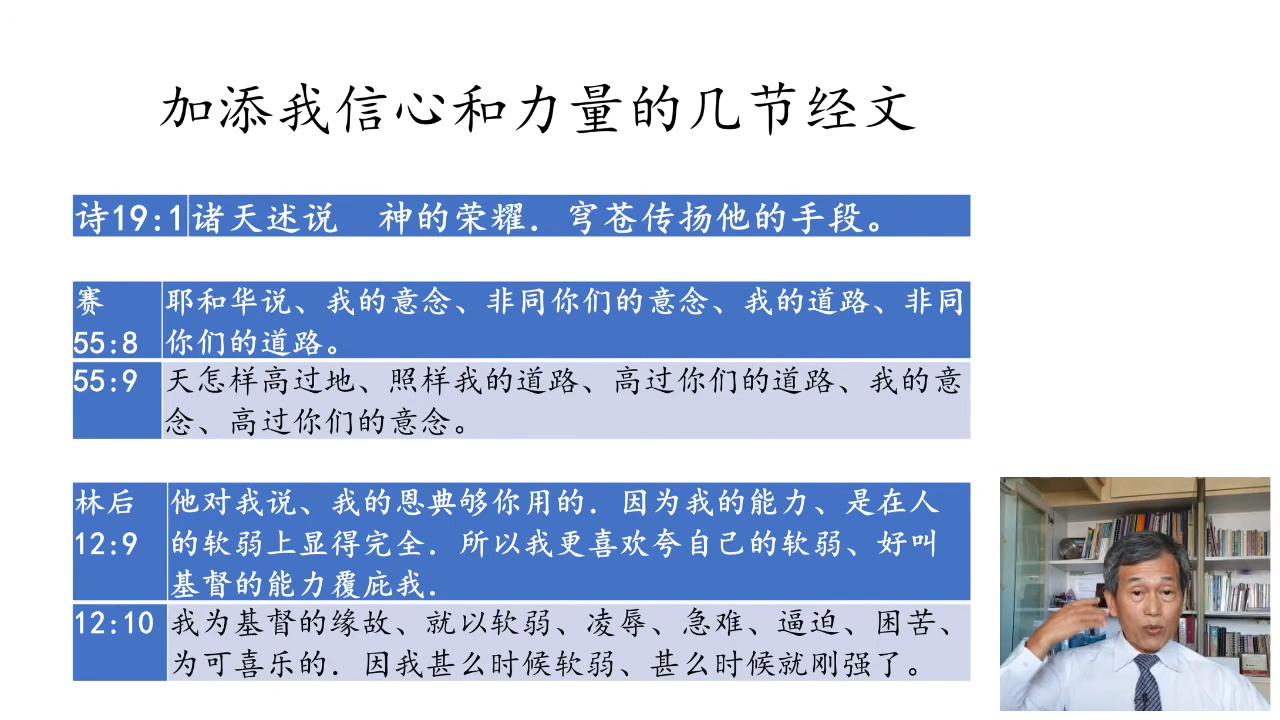 加添我信心和力量的几节经文
诗19:1 诸天述说　神的荣耀．穹苍传扬他的手段。
赛 耶和华说、我的意念、非同你们的意念、我的道路、非同
55:8 你们的道路。
55:9 天怎样高过地、照样我的道路、高过你们的道路、我的意
念、高过你们的意念。
林后 他对我说、我的恩典够你用的．因为我的能力、是在人
12:9 的软弱上显得完全．所以我更喜欢夸自己的软弱、好叫
基督的能力覆庇我．
12:10 我为基督的缘故、就以软弱、凌辱、急难、逼迫、困苦、
为可喜乐的．因我甚么时候软弱、甚么时候就刚强了。